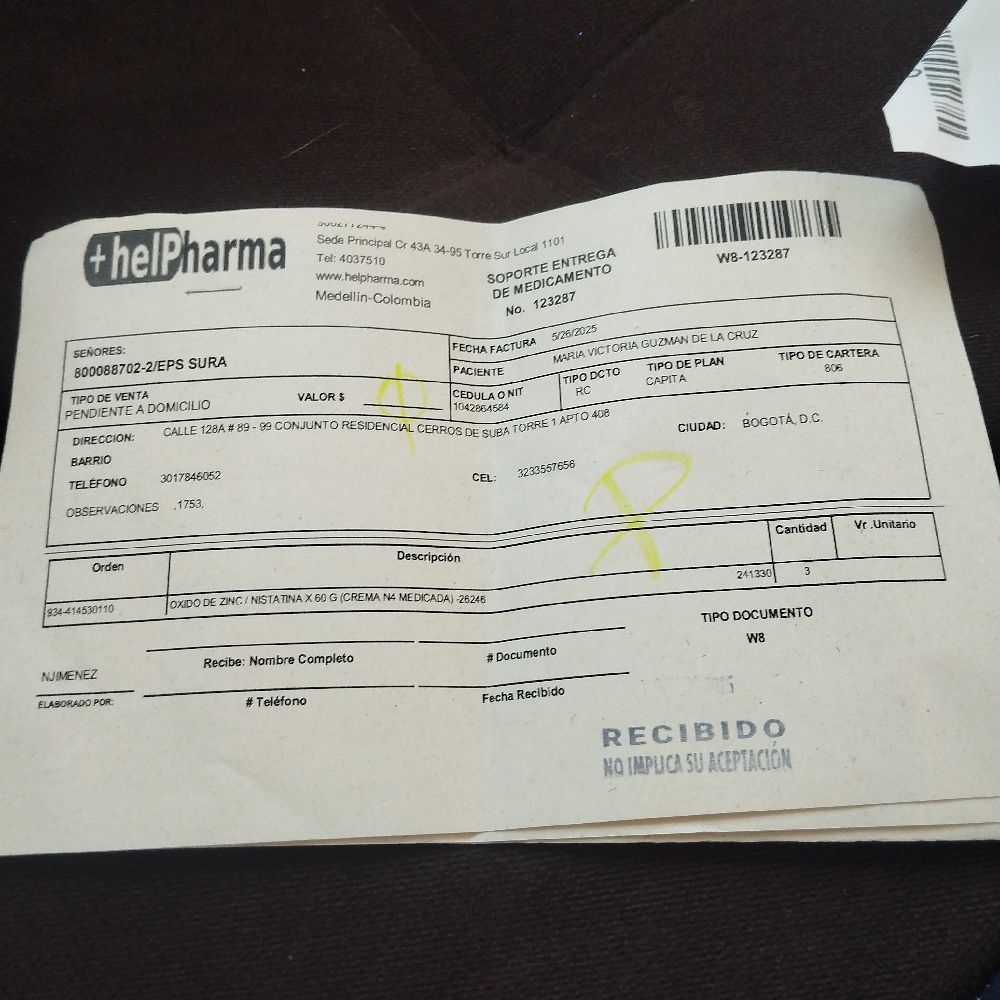 +helPharma
Sede Principal Cr 43A 34-95 Torre Sur Local 1101
Tel: 4037510
www.helpharma.com
Medellín-Colombia
SOPORTE ENTREGA
DE MEDICAMENTO
No. 123287
W8-123287
SEÑORES:
800088702-2/EPS SURA
FECHA FACTURA 5/26/2025
PACIENTE MARIA VICTORIA GUZMAN DE LA CRUZ
TIPO DE VENTA
PENDIENTE A DOMICILIO
VALOR $
CEDULA O NIT
1042864584
TIPO DCTO
RC
TIPO DE PLAN
CAPITA
TIPO DE CARTERA
806
DIRECCION: CALLE 128A # 89 - 99 CONJUNTO RESIDENCIAL CERROS DE SUBA TORRE 1 APTO 408
CIUDAD: BOGOTÁ, D.C.
BARRIO
TELÉFONO 3017846052
CEL: 3233557656
OBSERVACIONES ,1753,
Orden Descripción Cantidad Vr .Unitario
934-414530110 OXIDO DE ZINC / NISTATINA X 60 G (CREMA N4 MEDICADA) -26246 241330 3
TIPO DOCUMENTO
W8
Recibe: Nombre Completo # Documento
NJIMENEZ
ELABORADO POR: # Teléfono Fecha Recibido
RECIBIDO
NO IMPLICA SU ACEPTACIÓN